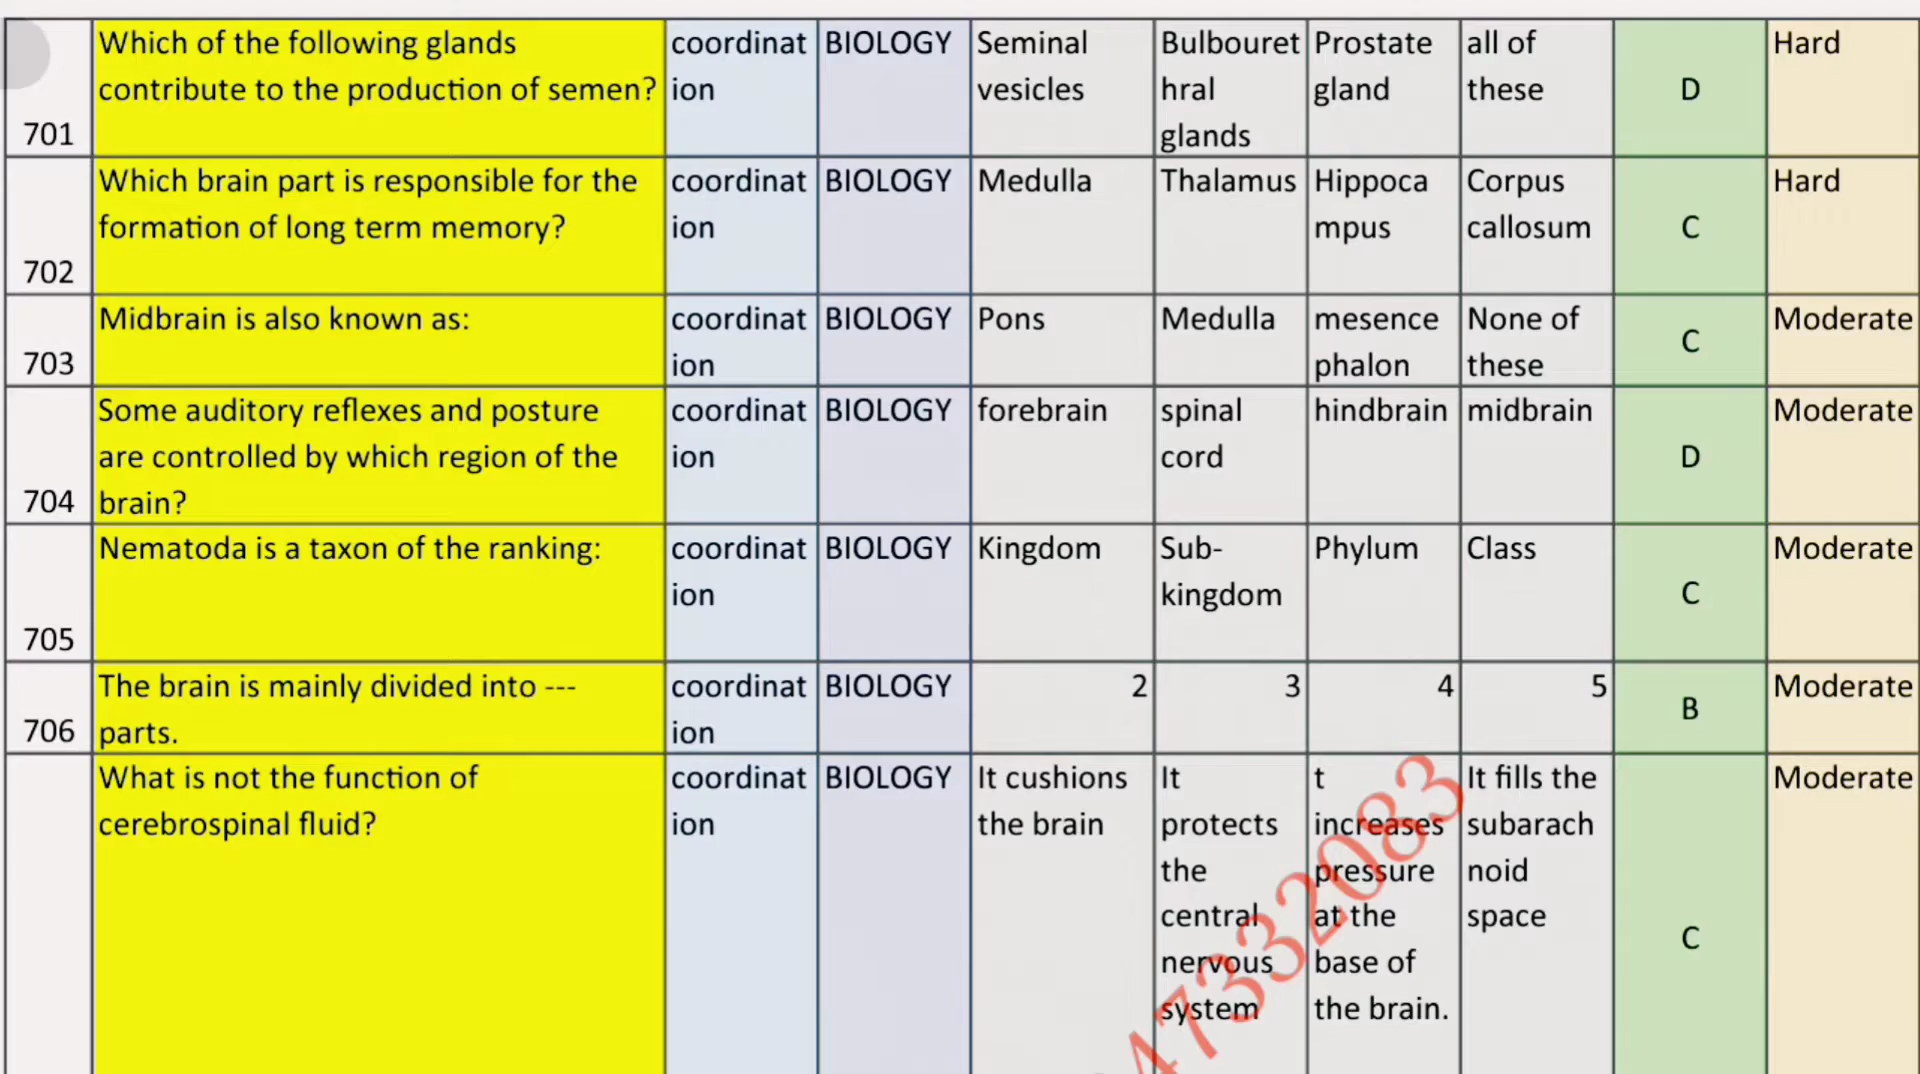 701 Which of the following glands contribute to the production of semen? coordination BIOLOGY Seminal vesicles Bulbourethral glands Prostate gland all of these D Hard
702 Which brain part is responsible for the formation of long term memory? coordination BIOLOGY Medulla Thalamus Hippocampus Corpus callosum C Hard
703 Midbrain is also known as: coordination BIOLOGY Pons Medulla mesencephalon None of these C Moderate
704 Some auditory reflexes and posture are controlled by which region of the brain? coordination BIOLOGY forebrain spinal cord hindbrain midbrain D Moderate
705 Nematoda is a taxon of the ranking: coordination BIOLOGY Kingdom Sub-kingdom Phylum Class C Moderate
706 The brain is mainly divided into --- parts. coordination BIOLOGY 2 3 4 5 B Moderate
What is not the function of cerebrospinal fluid? coordination BIOLOGY It cushions the brain It protects the central nervous system t increases pressure at the base of the brain. It fills the subarachnoid space C Moderate
47332083